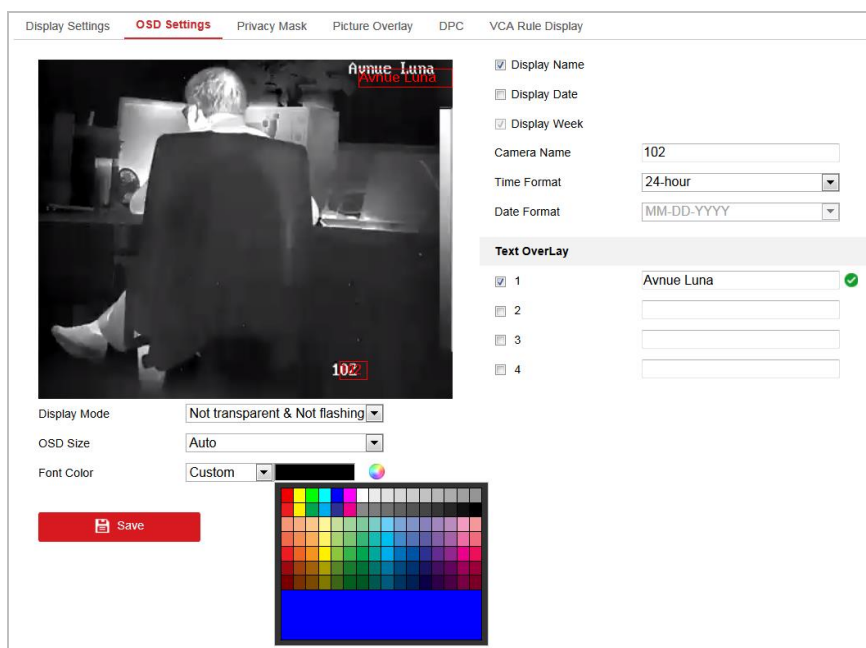 Display Settings OSD Settings Privacy Mask Picture Overlay DPC VCA Rule Display
Avnue Luna
Avnue Luna
102
Display Name
Display Date
Display Week
Camera Name 102
Time Format 24-hour
Date Format MM-DD-YYYY
Text OverLay
1 Avnue Luna
2
3
4
Display Mode Not transparent & Not flashing
OSD Size Auto
Font Color Custom
Save